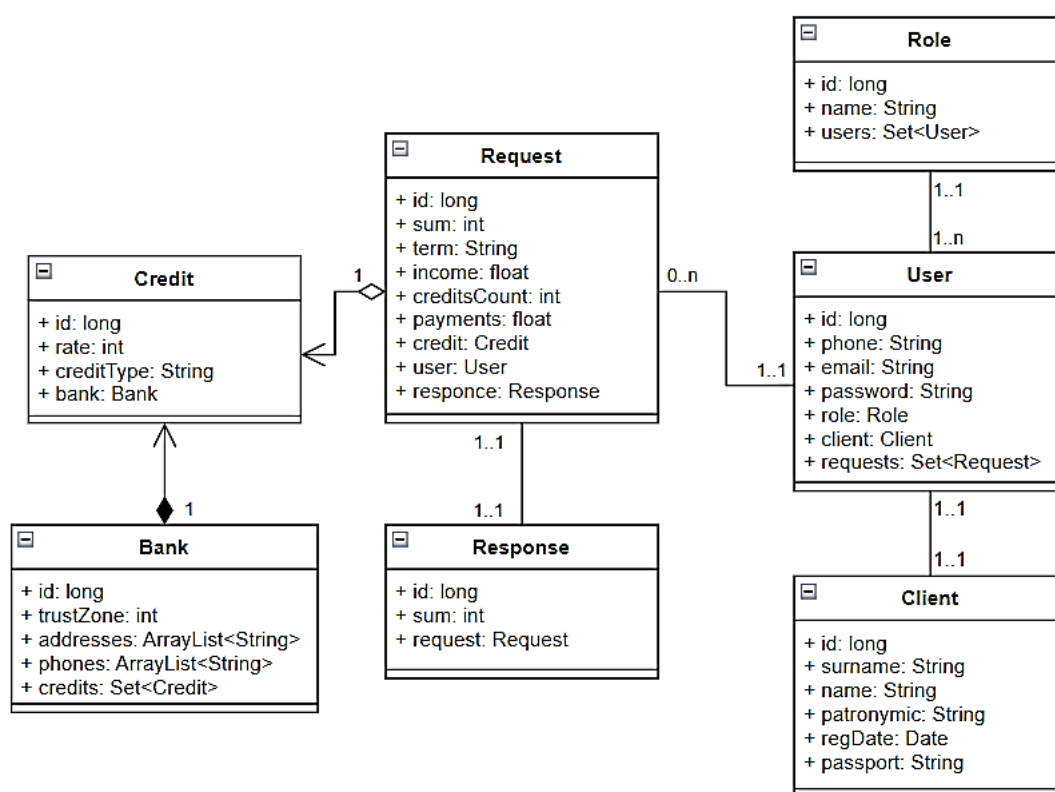 Role
+ id: long
+ name: String
+ users: Set<User>
1..1
1..n
Request
+ id: long
+ sum: int
+ term: String
+ income: float
+ creditsCount: int
+ payments: float
+ credit: Credit
+ user: User
+ responce: Response
1
0..n
1..1
1..1
1..1
Credit
+ id: long
+ rate: int
+ creditType: String
+ bank: Bank
1
User
+ id: long
+ phone: String
+ email: String
+ password: String
+ role: Role
+ client: Client
+ requests: Set<Request>
1..1
1..1
Bank
+ id: long
+ trustZone: int
+ addresses: ArrayList<String>
+ phones: ArrayList<String>
+ credits: Set<Credit>
Response
+ id: long
+ sum: int
+ request: Request
Client
+ id: long
+ surname: String
+ name: String
+ patronymic: String
+ regDate: Date
+ passport: String